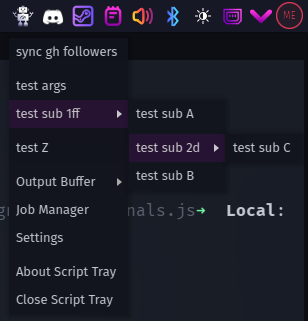 ME
sync gh followers
test args
test sub 1ff
test sub A
test Z
test sub 2d
test sub C
test sub B
Output Buffer
Job Manager
nals.js➜ Local:
Settings
About Script Tray
Close Script Tray